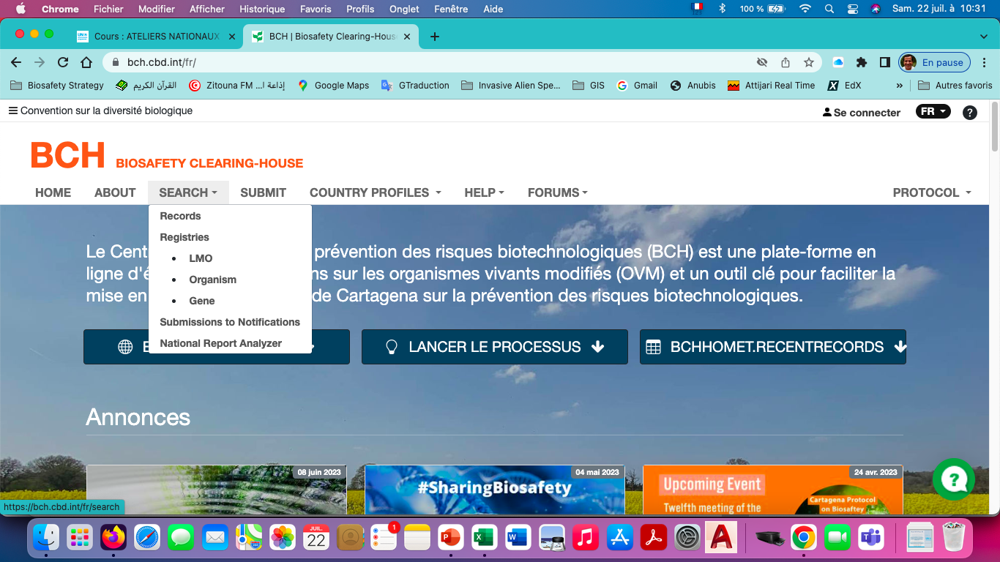 Chrome Fichier Modifier Afficher Historique Favoris Profils Onglet Fenêtre Aide 100 % Sam. 22 juil. à 10:31
Cours : ATELIERS NATIONAUX BCH | Biosafety Clearing-House
bch.cbd.int/fr/ En pause
Biosafety Strategy القرآن الكريم Zitouna FM ... إذاعة ا Google Maps GTraduction Invasive Alien Spe... GIS Gmail Anubis Attijari Real Time EdX » Autres favoris
Convention sur la diversité biologique Se connecter FR ?
BCH BIOSAFETY CLEARING-HOUSE
HOME ABOUT SEARCH SUBMIT COUNTRY PROFILES HELP FORUMS PROTOCOL
Records
Registries
• LMO
• Organism
• Gene
Submissions to Notifications
National Report Analyzer
Le Cent prévention des risques biotechnologiques (BCH) est une plate-forme en
ligne d'é ns sur les organismes vivants modifiés (OVM) et un outil clé pour faciliter la
mise en de Cartagena sur la prévention des risques biotechnologiques.
LANCER LE PROCESSUS BCHHOMET.RECENTRECORDS
Annonces
08 juin 2023 04 mai 2023 24 avr. 2023
#SharingBiosafety
Upcoming Event
Twelfth meeting of the
Cartagena Protocol
on Biosaftey
?
https://bch.cbd.int/fr/search
JUIL.
22
1